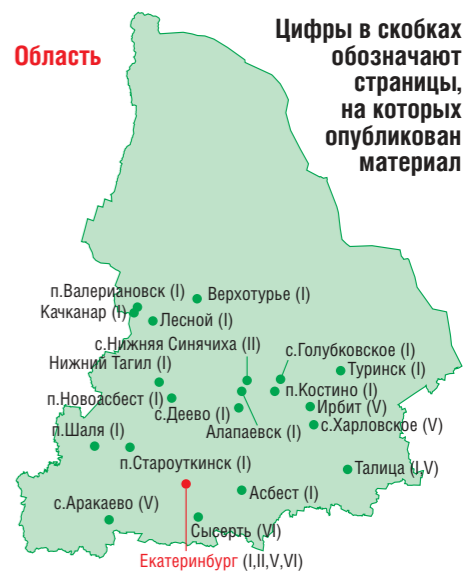 Область
Цифры в скобках
обозначают
страницы,
на которых
опубликован
материал
п.Валериановск (I)
Верхотурье (I)
Качканар (I)
Лесной (I)
с.Нижняя Синячиха (II)
с.Голубковское (I)
Нижний Тагил (I)
Туринск (I)
п.Новоасбест (I)
п.Костино (I)
с.Деево (I)
Ирбит (V)
Алапаевск (I)
с.Харловское (V)
п.Шаля (I)
п.Староуткинск (I)
Талица (I,V)
Асбест (I)
с.Аракаево (V)
Сысерть (VI)
Екатеринбург (I,II,V,VI)